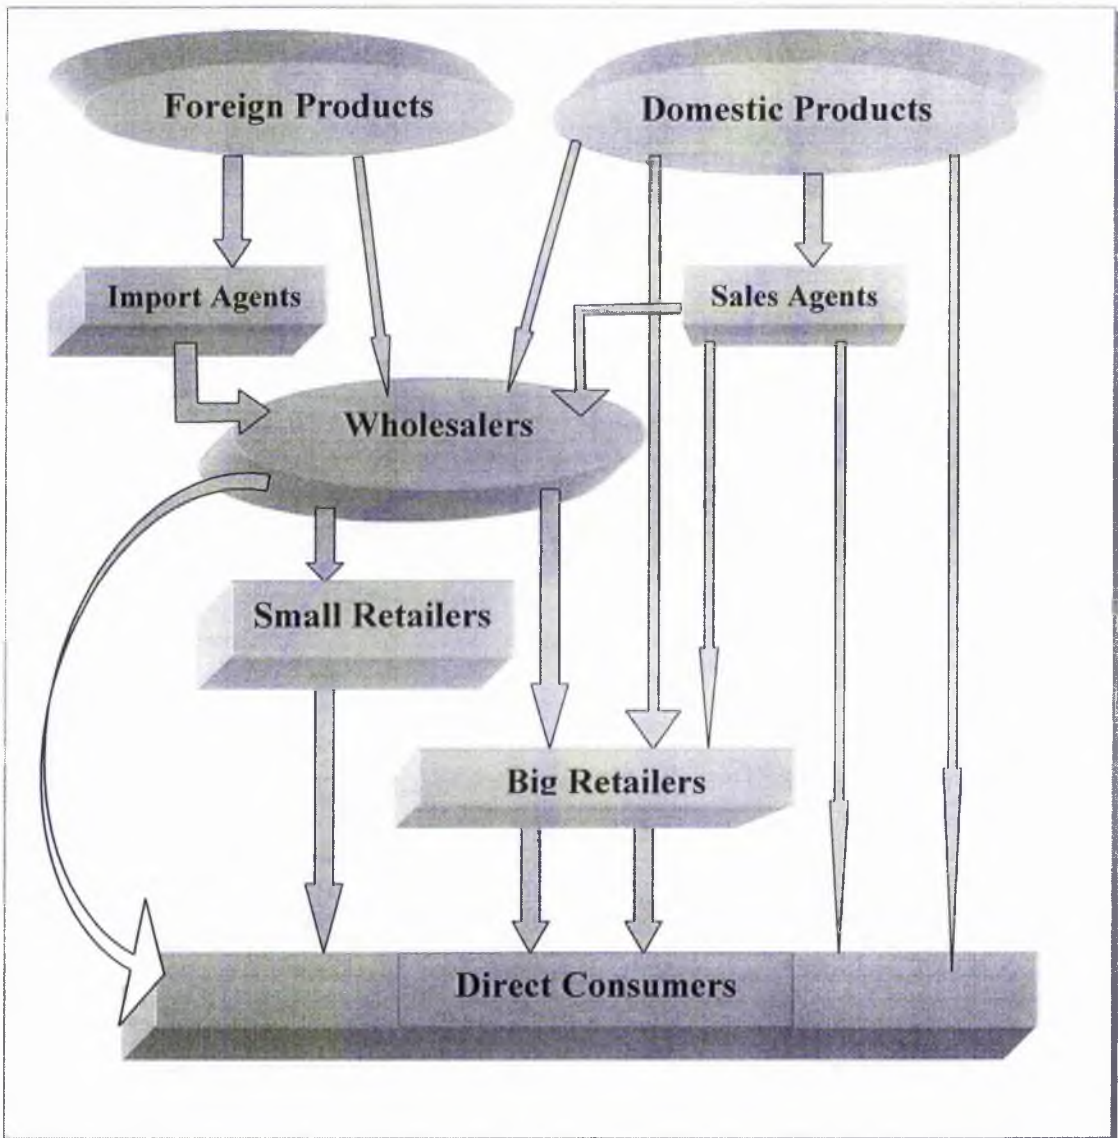 Foreign Products
Domestic Products
Import Agents
Sales Agents
Wholesalers
Small Retailers
Big Retailers
Direct Consumers